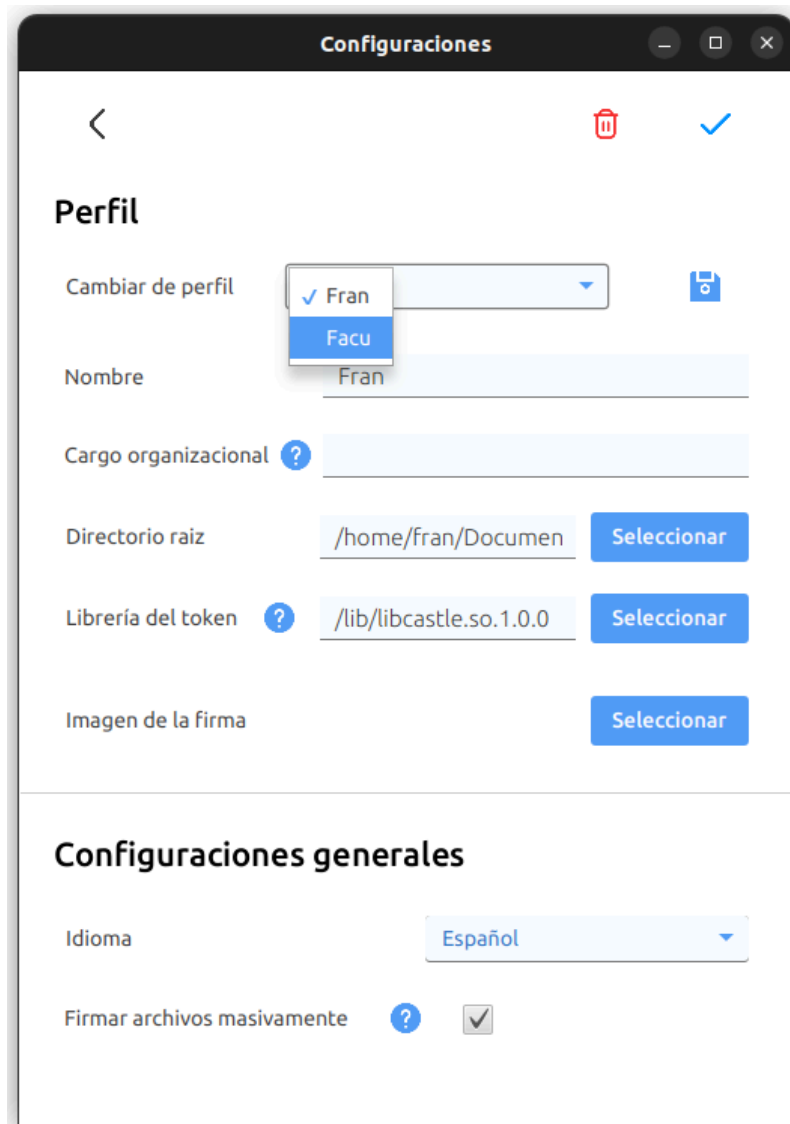 Configuraciones
Perfil
Cambiar de perfil
✓ Fran
Facu
Nombre
Fran
Cargo organizacional ?
Directorio raiz /home/fran/Documen Seleccionar
Librería del token ? /lib/libcastle.so.1.0.0 Seleccionar
Imagen de la firma Seleccionar
Configuraciones generales
Idioma Español
Firmar archivos masivamente ?